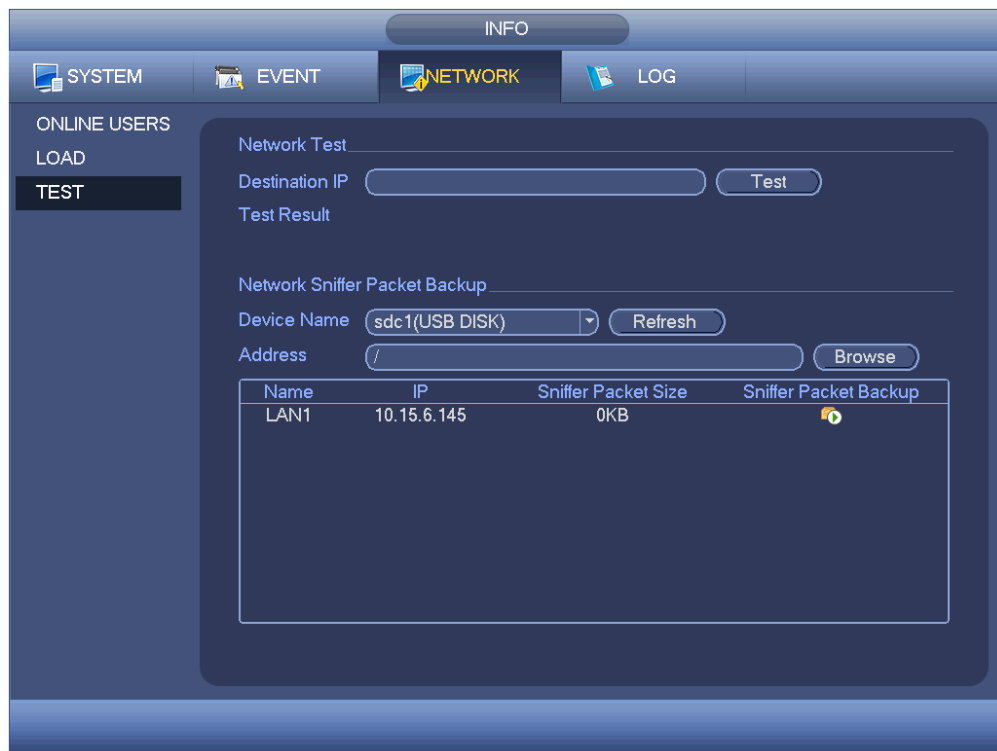 INFO
SYSTEM EVENT NETWORK LOG
ONLINE USERS
LOAD
TEST
Network Test
Destination IP Test
Test Result
Network Sniffer Packet Backup
Device Name sdc1(USB DISK) Refresh
Address / Browse
Name IP Sniffer Packet Size Sniffer Packet Backup
LAN1 10.15.6.145 0KB